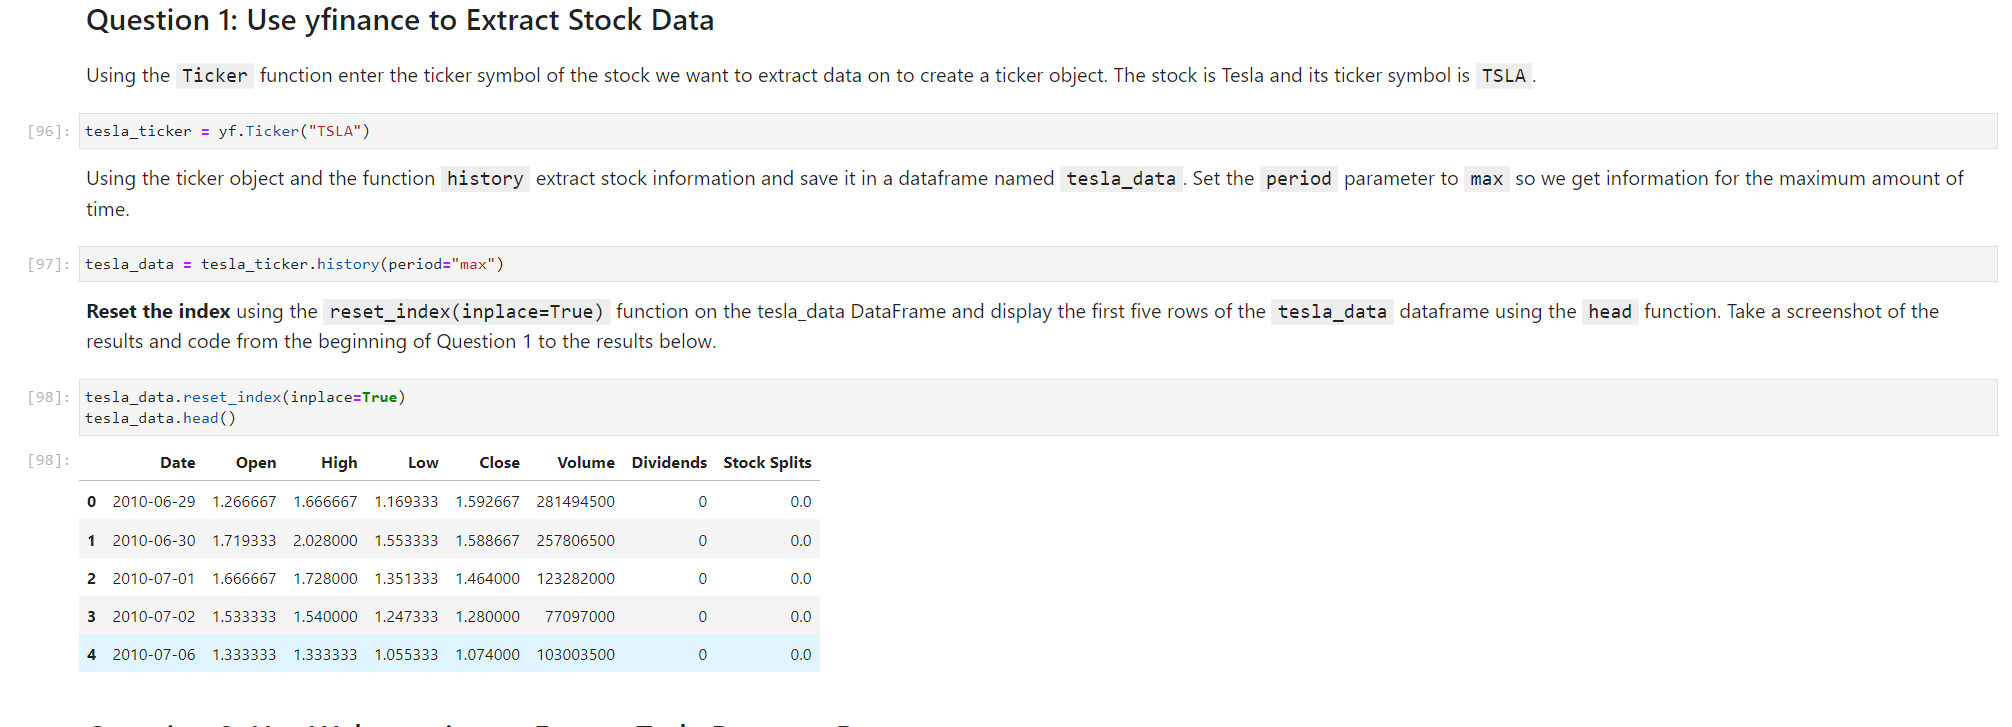 Question 1: Use yfinance to Extract Stock Data
Using the Ticker function enter the ticker symbol of the stock we want to extract data on to create a ticker object. The stock is Tesla and its ticker symbol is TSLA.
[96]: tesla_ticker = yf.Ticker("TSLA")
Using the ticker object and the function history extract stock information and save it in a dataframe named tesla_data. Set the period parameter to max so we get information for the maximum amount of
time.
[97]: tesla_data = tesla_ticker.history(period="max")
Reset the index using the reset_index(inplace=True) function on the tesla_data DataFrame and display the first five rows of the tesla_data dataframe using the head function. Take a screenshot of the
results and code from the beginning of Question 1 to the results below.
[98]: tesla_data.reset_index(inplace=True)
tesla_data.head()
[98]: Date Open High Low Close Volume Dividends Stock Splits
0 2010-06-29 1.266667 1.666667 1.169333 1.592667 281494500 0 0.0
1 2010-06-30 1.719333 2.028000 1.553333 1.588667 257806500 0 0.0
2 2010-07-01 1.666667 1.728000 1.351333 1.464000 123282000 0 0.0
3 2010-07-02 1.533333 1.540000 1.247333 1.280000 77097000 0 0.0
4 2010-07-06 1.333333 1.333333 1.055333 1.074000 103003500 0 0.0